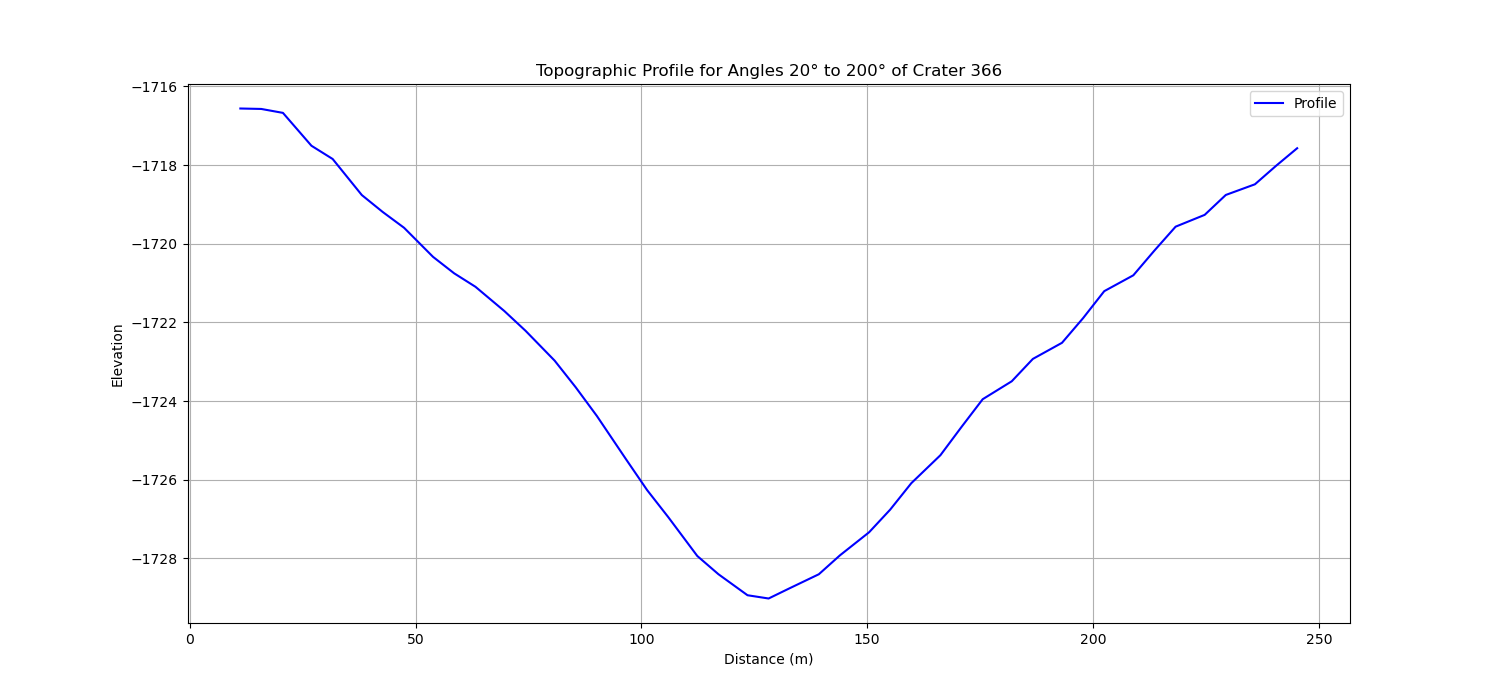 Topographic Profile for Angles 20° to 200° of Crater 366
Profile
Elevation
−1716
−1718
−1720
−1722
−1724
−1726
−1728
0 50 100 150 200 250
Distance (m)